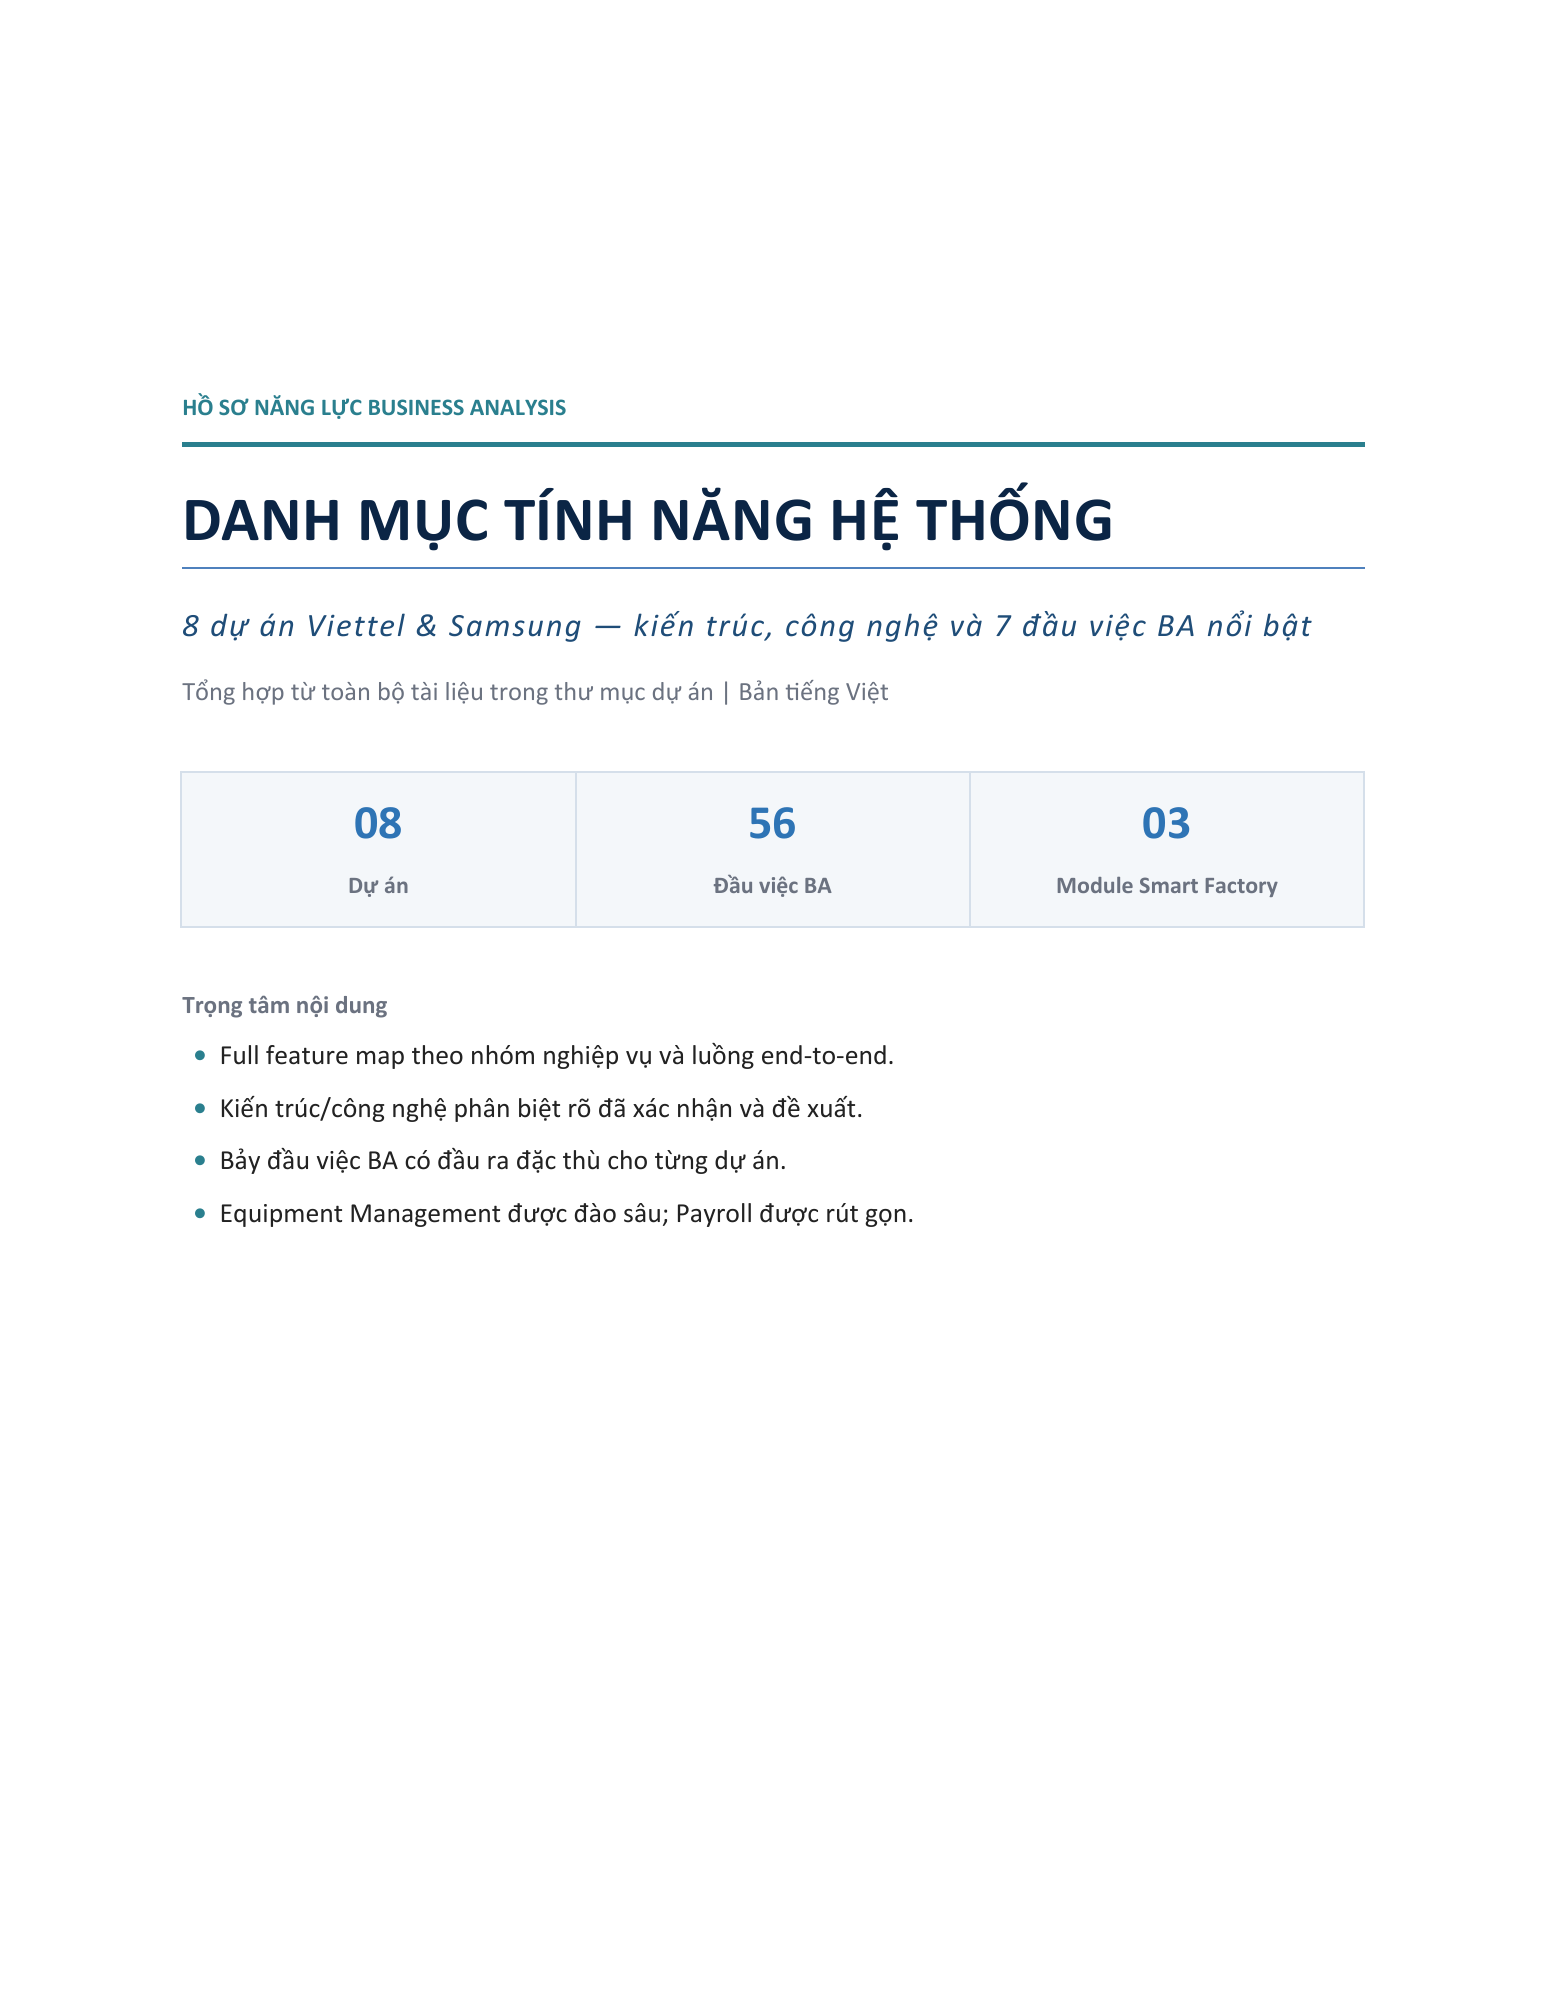 HỒ SƠ NĂNG LỰC BUSINESS ANALYSIS
DANH MỤC TÍNH NĂNG HỆ THỐNG
8 dự án Viettel & Samsung — kiến trúc, công nghệ và 7 đầu việc BA nổi bật
Tổng hợp từ toàn bộ tài liệu trong thư mục dự án | Bản tiếng Việt
08 56 03
Dự án Đầu việc BA Module Smart Factory
Trọng tâm nội dung
• Full feature map theo nhóm nghiệp vụ và luồng end-to-end.
• Kiến trúc/công nghệ phân biệt rõ đã xác nhận và đề xuất.
• Bảy đầu việc BA có đầu ra đặc thù cho từng dự án.
• Equipment Management được đào sâu; Payroll được rút gọn.